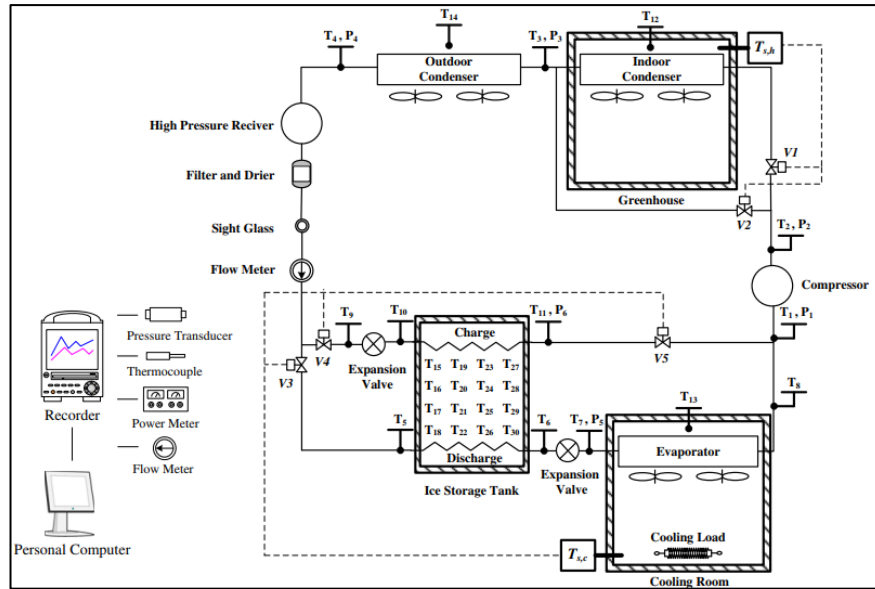 T14
T12
T4 , P4
T3 , P3
Ts,h
Outdoor
Condenser
Indoor
Condenser
High Pressure Reciver
V1
Filter and Drier
Greenhouse
V2
Sight Glass
T2 , P2
Flow Meter
Compressor
T9
T10
T11 , P6
T1 , P1
Pressure Transducer
Charge
V4
V5
Thermocouple
Expansion
Valve
T15 T19 T23 T27
V3
T16 T20 T24 T28
T8
Recorder
T13
Power Meter
T17 T21 T25 T29
T5
T18 T22 T26 T30
T6
T7 , P5
Discharge
Evaporator
Flow Meter
Expansion
Valve
Ice Storage Tank
Cooling Load
Personal Computer
Ts,c
Cooling Room